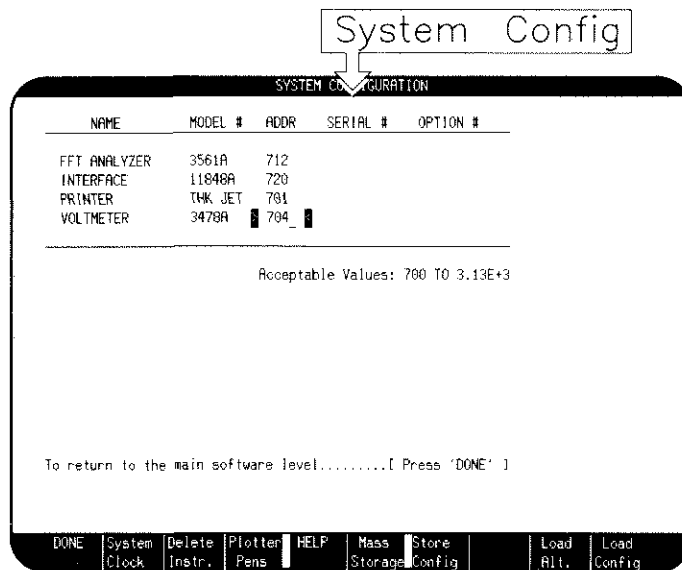 System Config
SYSTEM CONFIGURATION
NAME MODEL # ADDR SERIAL # OPTION #
FFT ANALYZER 3561A 712
INTERFACE 11848A 720
PRINTER THK JET 701
VOLTMETER 3478A > 704_ <
Acceptable Values: 700 TO 3.13E+3
To return to the main software level.........[ Press 'DONE' ]
DONE System Clock Delete Instr. Plotter Pens HELP Mass Storage Store Config Load Alt. Load Config